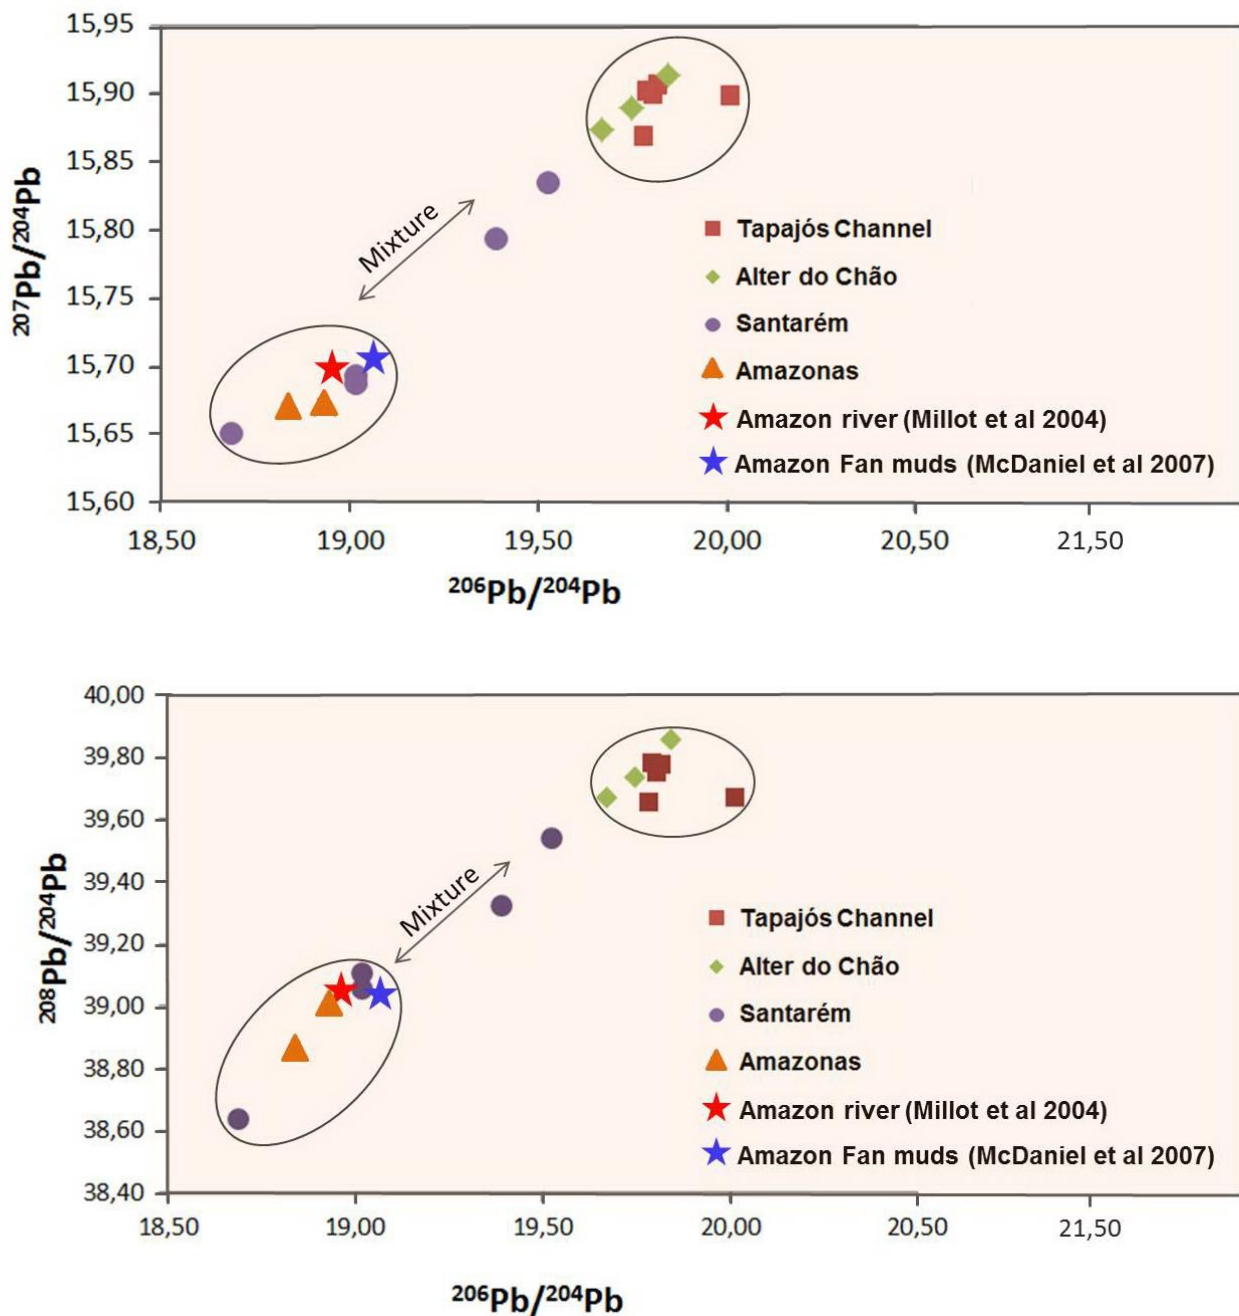 15,95
15,90
15,85
15,80
15,75
15,70
15,65
15,60
207Pb/204Pb
Mixture
Tapajós Channel
Alter do Chão
Santarém
Amazonas
Amazon river (Millot et al 2004)
Amazon Fan muds (McDaniel et al 2007)
18,50 19,00 19,50 20,00 20,50 21,50
206Pb/204Pb
40,00
39,80
39,60
39,40
39,20
39,00
38,80
38,60
38,40
208Pb/204Pb
Mixture
Tapajós Channel
Alter do Chão
Santarém
Amazonas
Amazon river (Millot et al 2004)
Amazon Fan muds (McDaniel et al 2007)
18,50 19,00 19,50 20,00 20,50 21,50
206Pb/204Pb